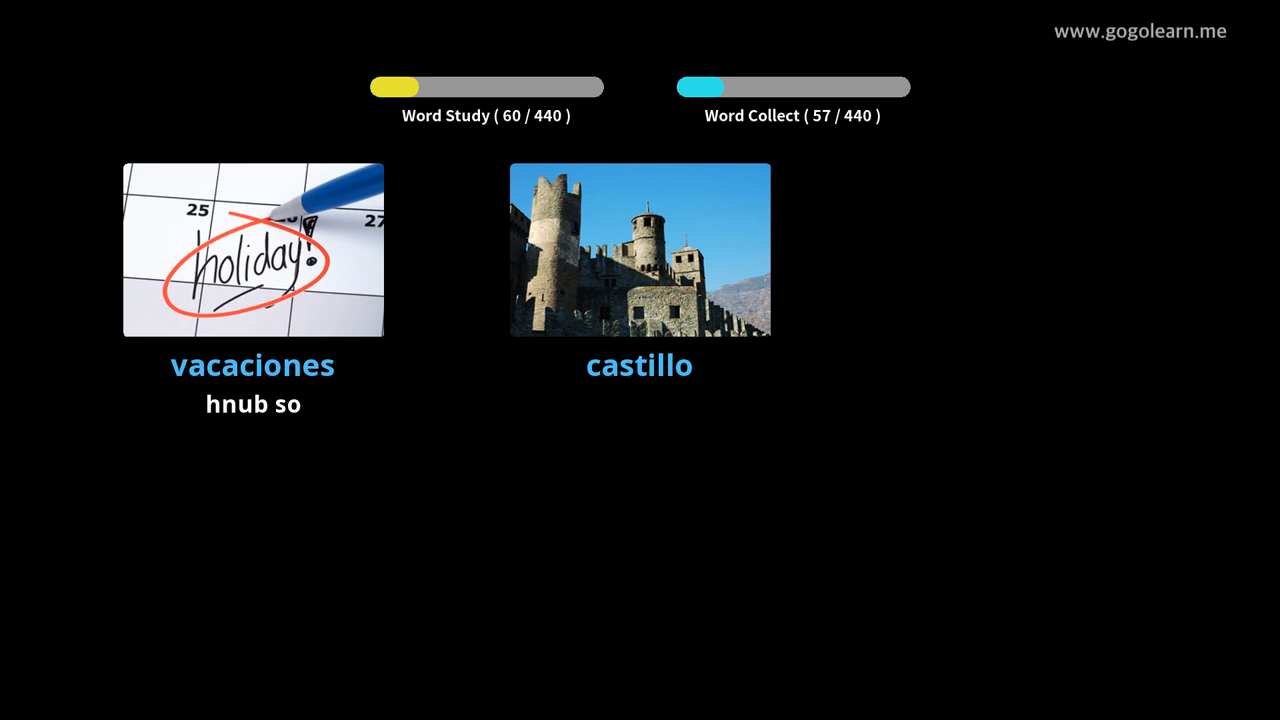 www.gogolearn.me
Word Study ( 60 / 440 )
Word Collect ( 57 / 440 )
25
27
holiday!
vacaciones
castillo
hnub so